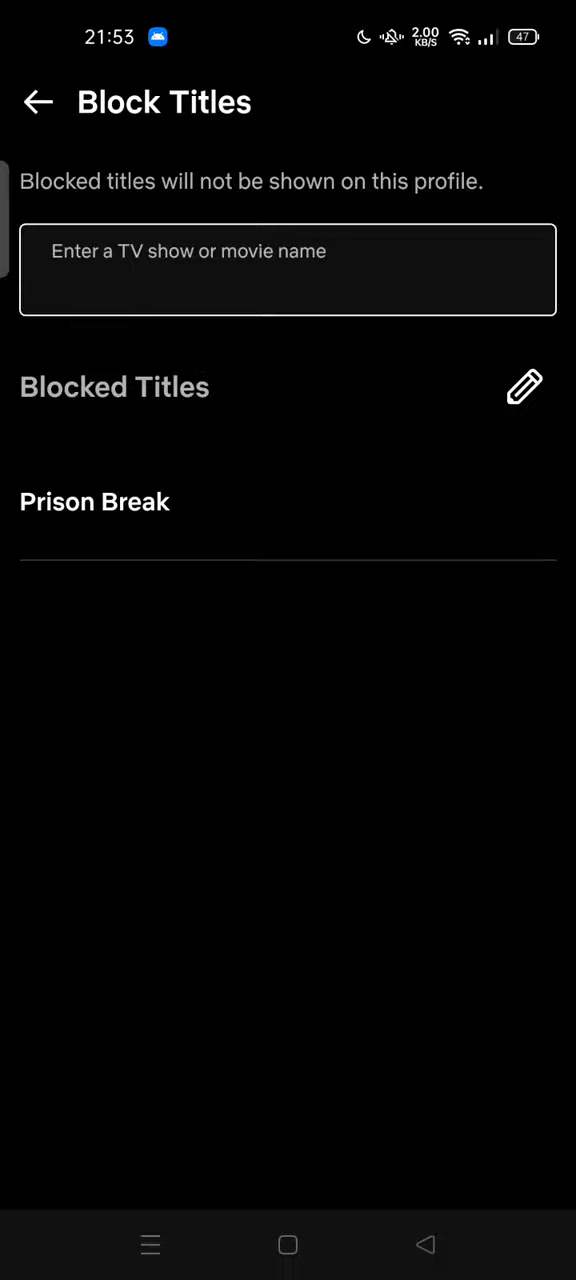 21:53
2.00
KB/S
47
Block Titles
Blocked titles will not be shown on this profile.
Enter a TV show or movie name
Blocked Titles
Prison Break